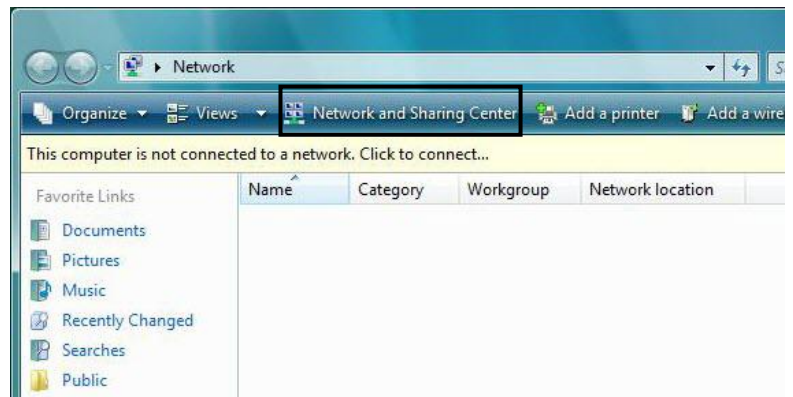 Network
Organize Views Network and Sharing Center Add a printer Add a wire
This computer is not connected to a network. Click to connect...
Favorite Links
Name Category Workgroup Network location
Documents
Pictures
Music
Recently Changed
Searches
Public